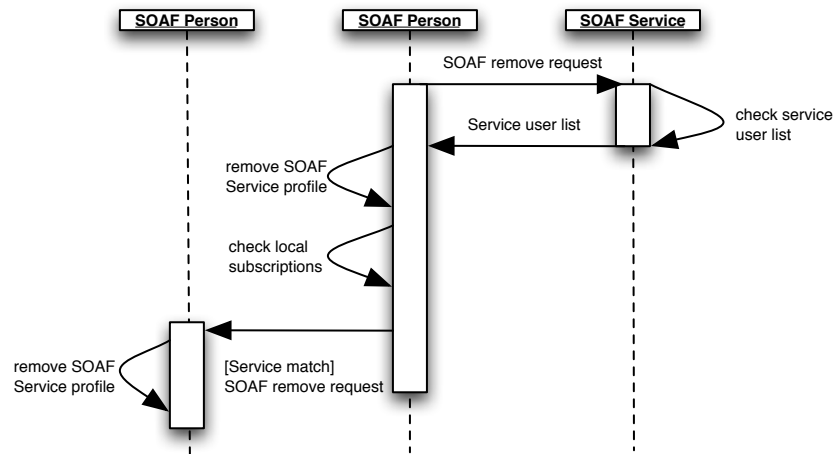 SOAF Person
SOAF Person
SOAF Service
SOAF remove request
check service
user list
Service user list
remove SOAF
Service profile
check local
subscriptions
remove SOAF
Service profile
[Service match]
SOAF remove request